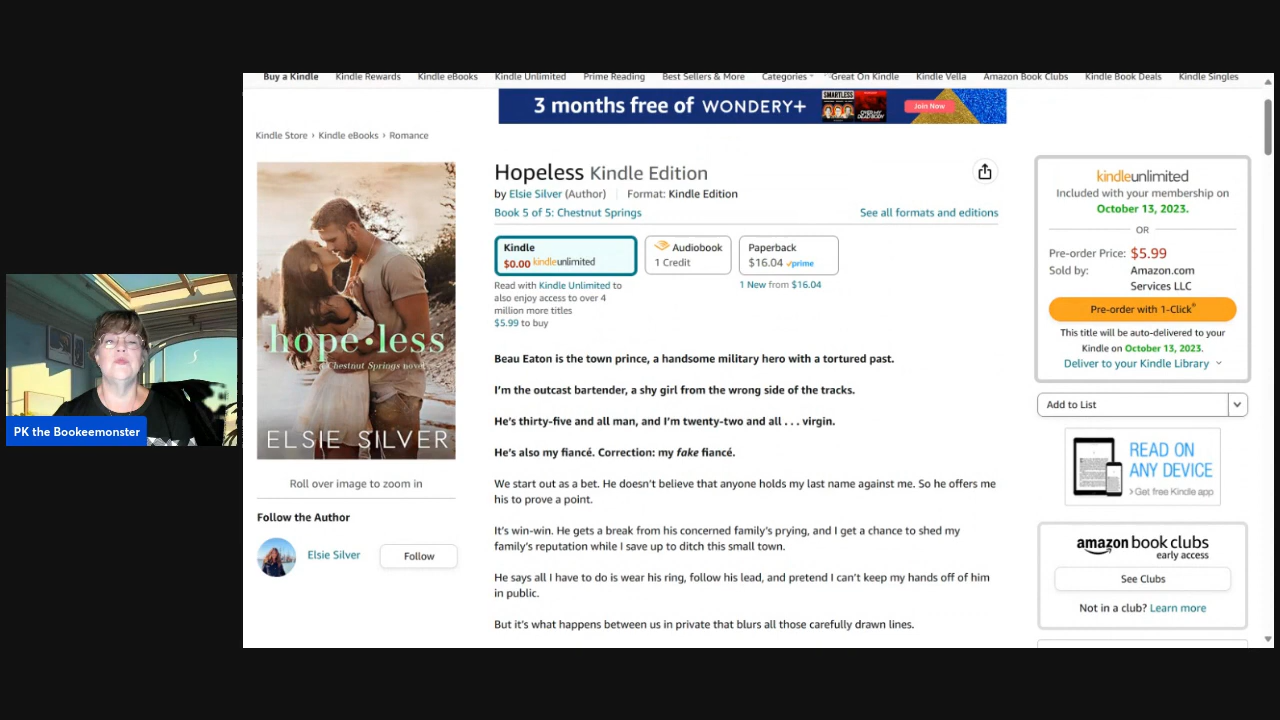 Buy a Kindle Kindle Rewards Kindle eBooks Kindle Unlimited Prime Reading Best Sellers & More Categories Great On Kindle Kindle Vella Amazon Book Clubs Kindle Book Deals Kindle Singles
3 months free of WONDERY+ SMARTLESS Join Now
Kindle Store › Kindle eBooks › Romance
Hopeless Kindle Edition
by Elsie Silver (Author) | Format: Kindle Edition
Book 5 of 5: Chestnut Springs See all formats and editions
Kindle
$0.00 kindleunlimited
Audiobook
1 Credit
Paperback
$16.04 prime
Read with Kindle Unlimited to
also enjoy access to over 4
million more titles
$5.99 to buy
1 New from $16.04
hope•less
a Chestnut Springs novel
ELSIE SILVER
Roll over image to zoom in
Follow the Author
Elsie Silver Follow
Beau Eaton is the town prince, a handsome military hero with a tortured past.
I'm the outcast bartender, a shy girl from the wrong side of the tracks.
He's thirty-five and all man, and I'm twenty-two and all . . . virgin.
He's also my fiancé. Correction: my fake fiancé.
We start out as a bet. He doesn't believe that anyone holds my last name against me. So he offers me
his to prove a point.
It's win-win. He gets a break from his concerned family's prying, and I get a chance to shed my
family's reputation while I save up to ditch this small town.
He says all I have to do is wear his ring, follow his lead, and pretend I can't keep my hands off of him
in public.
But it's what happens between us in private that blurs all those carefully drawn lines.
kindleunlimited
Included with your membership on
October 13, 2023.
OR
Pre-order Price: $5.99
Sold by: Amazon.com
Services LLC
Pre-order with 1-Click®
This title will be auto-delivered to your
Kindle on October 13, 2023.
Deliver to your Kindle Library
Add to List
READ ON
ANY DEVICE
› Get free Kindle app
amazon book clubs
early access
See Clubs
Not in a club? Learn more
PK the Bookeemonster